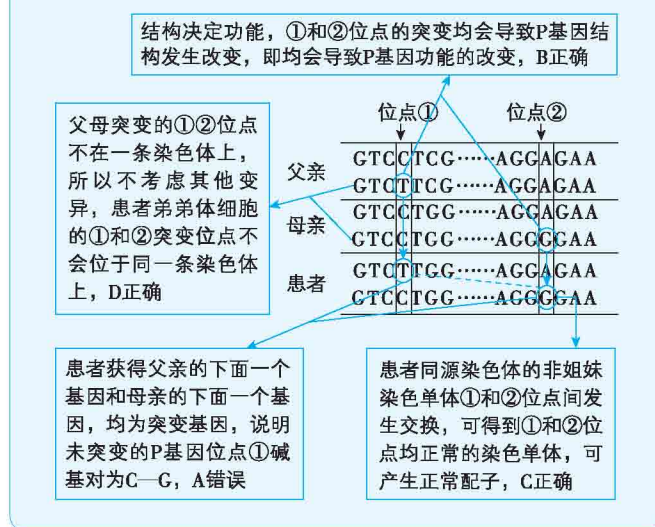 结构决定功能，①和②位点的突变均会导致P基因结
构发生改变，即均会导致P基因功能的改变，B正确
父母突变的①②位点
不在一条染色体上，
所以不考虑其他变
异，患者弟弟体细胞
的①和②突变位点不
会位于同一条染色体
上，D正确
位点① 位点②
父亲
GTCCTCG……AGGAGAA
GTCTTCG……AGGAGAA
母亲
GTCCTCG……AGGAGAA
GTCCTCG……AGGGGAA
患者
GTCTTGG……AGGAGAA
GTCCTGG……AGGGGAA
患者获得父亲的下面一个
基因和母亲的下面一个基
因，均为突变基因，说明
未突变的P基因位点①碱
基对为C—G，A错误
患者同源染色体的非姐妹
染色单体①和②位点间发
生交换，可得到①和②位
点均正常的染色单体，可
产生正常配子，C正确